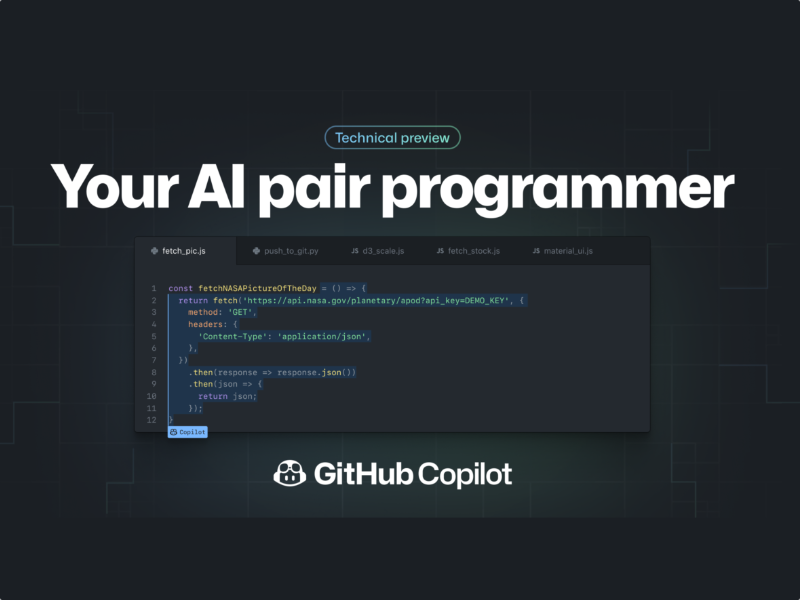 Technical preview
Your AI pair programmer
fetch_pic.js push_to_git.py JS d3_scale.js JS fetch_stock.js JS material_ui.js
1 const fetchNASAPictureOfTheDay = () => {
2 return fetch('https://api.nasa.gov/planetary/apod?api_key=DEMO_KEY', {
3 method: 'GET',
4 headers: {
5 'Content-Type': 'application/json',
6 },
7 })
8 .then(response => response.json())
9 .then(json => {
10 return json;
11 });
12 }
Copilot
GitHub Copilot